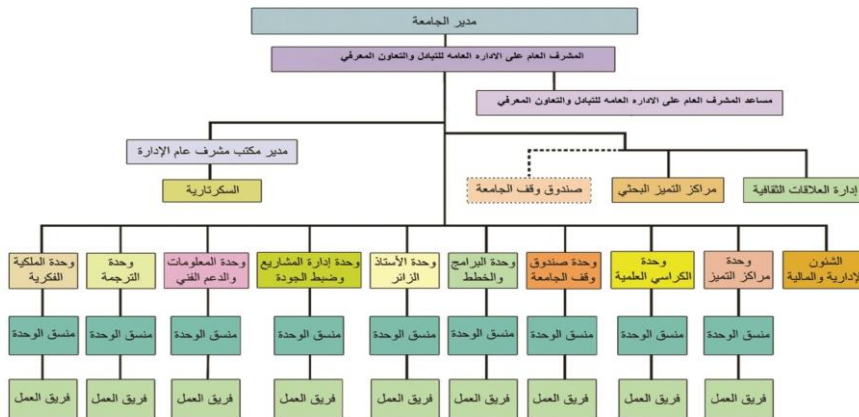 مدير الجامعة
المشرف العام على الاداره العامه للتبادل والتعاون المعرفي
مساعد المشرف العام على الاداره العامه للتبادل والتعاون المعرفي
مدير مكتب مشرف عام الإدارة
السكرتارية
إدارة العلاقات الثقافية
مراكز التميز البحثي
صندوق وقف الجامعة
الشئون
الإدارية والمالية
وحدة
مراكز التميز
وحدة
الكراسي العلمية
وحدة صندوق
وقف الجامعة
وحدة البرامج
والخطط
وحدة الأستاذ
الزائر
وحدة إدارة المشاريع
وضبط الجودة
وحدة المعلومات
والدعم الفني
وحدة
الترجمة
وحدة الملكية
الفكرية
منسق الوحدة
منسق الوحدة
منسق الوحدة
منسق الوحدة
منسق الوحدة
منسق الوحدة
منسق الوحدة
منسق الوحدة
منسق الوحدة
فريق العمل
فريق العمل
فريق العمل
فريق العمل
فريق العمل
فريق العمل
فريق العمل
فريق العمل
فريق العمل